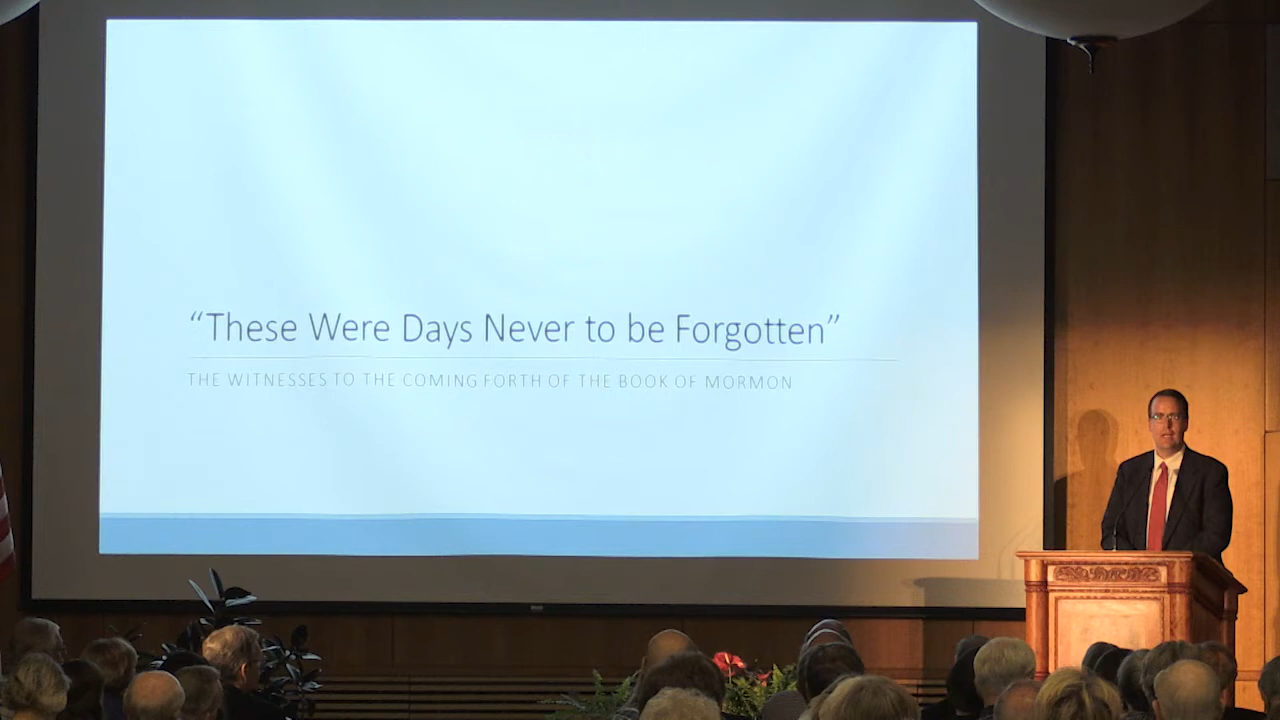 “These Were Days Never to be Forgotten”
THE WITNESSES TO THE COMING FORTH OF THE BOOK OF MORMON